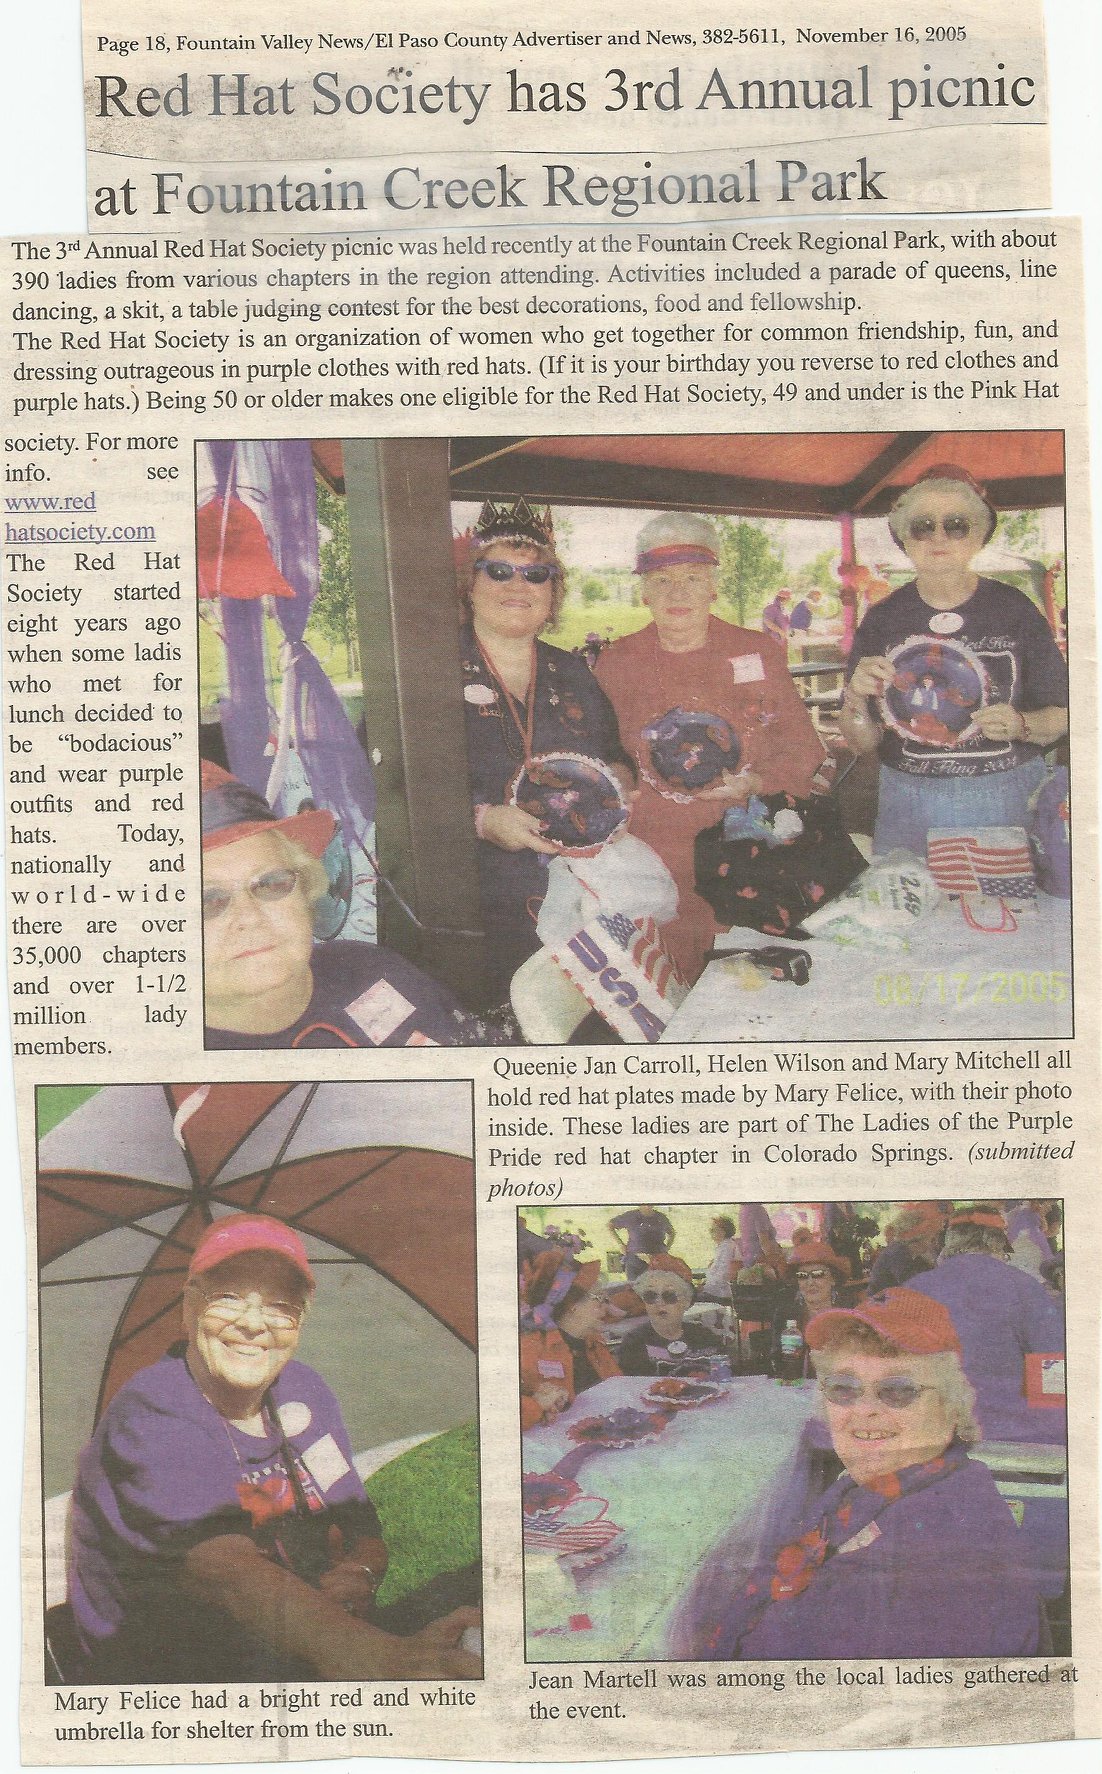 Page 18, Fountain Valley News/El Paso County Advertiser and News, 382-5611, November 16, 2005
Red Hat Society has 3rd Annual picnic
at Fountain Creek Regional Park
The 3rd Annual Red Hat Society picnic was held recently at the Fountain Creek Regional Park, with about
390 ladies from various chapters in the region attending. Activities included a parade of queens, line
dancing, a skit, a table judging contest for the best decorations, food and fellowship.
The Red Hat Society is an organization of women who get together for common friendship, fun, and
dressing outrageous in purple clothes with red hats. (If it is your birthday you reverse to red clothes and
purple hats.) Being 50 or older makes one eligible for the Red Hat Society, 49 and under is the Pink Hat
society. For more
info. see
www.red
hatsociety.com
The Red Hat
Society started
eight years ago
when some ladis
who met for
lunch decided to
be “bodacious”
and wear purple
outfits and red
hats. Today,
nationally and
world-wide
there are over
35,000 chapters
and over 1-1/2
million lady
members.
Fall Fling 2004
2.49
USA
08/17/2005
Queenie Jan Carroll, Helen Wilson and Mary Mitchell all
hold red hat plates made by Mary Felice, with their photo
inside. These ladies are part of The Ladies of the Purple
Pride red hat chapter in Colorado Springs. (submitted
photos)
Mary Felice had a bright red and white
umbrella for shelter from the sun.
Jean Martell was among the local ladies gathered at
the event.